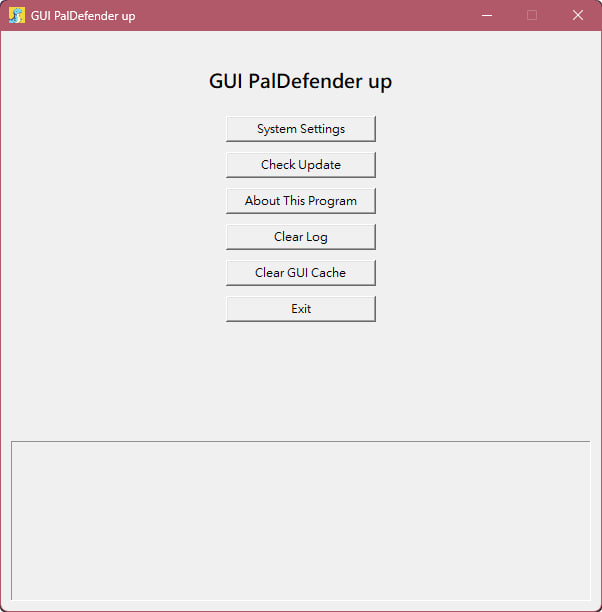 GUI PalDefender up
GUI PalDefender up
System Settings
Check Update
About This Program
Clear Log
Clear GUI Cache
Exit